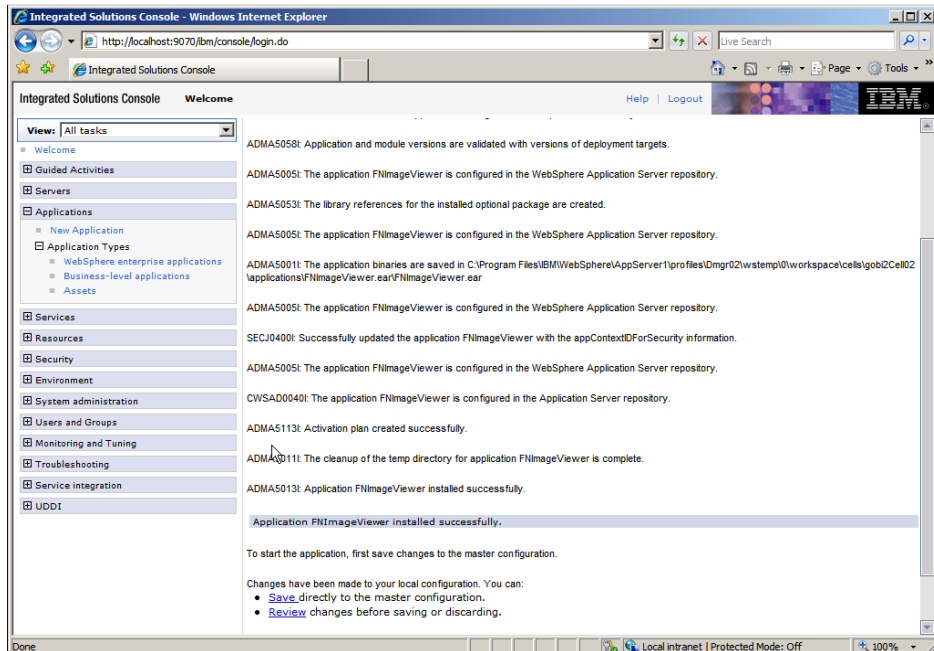 Integrated Solutions Console - Windows Internet Explorer
http://localhost:9070/ibm/console/login.do
Live Search
Integrated Solutions Console
Page
Tools
»
Integrated Solutions Console Welcome
Help | Logout
IBM®
View: All tasks
Welcome
Guided Activities
Servers
Applications
New Application
Application Types
WebSphere enterprise applications
Business-level applications
Assets
Services
Resources
Security
Environment
System administration
Users and Groups
Monitoring and Tuning
Troubleshooting
Service integration
UDDI
ADMA5058I: Application and module versions are validated with versions of deployment targets.
ADMA5005I: The application FNImageViewer is configured in the WebSphere Application Server repository.
ADMA5053I: The library references for the installed optional package are created.
ADMA5005I: The application FNImageViewer is configured in the WebSphere Application Server repository.
ADMA5001I: The application binaries are saved in C:\Program Files\IBM\WebSphere\AppServer1\profiles\Dmgr02\wstemp\0\workspace\cells\gobi2Cell02
\applications\FNImageViewer.ear\FNImageViewer.ear
ADMA5005I: The application FNImageViewer is configured in the WebSphere Application Server repository.
SECJ0400I: Successfully updated the application FNImageViewer with the appContextIDForSecurity information.
ADMA5005I: The application FNImageViewer is configured in the WebSphere Application Server repository.
CWSAD0040I: The application FNImageViewer is configured in the Application Server repository.
ADMA5113I: Activation plan created successfully.
ADMA5011I: The cleanup of the temp directory for application FNImageViewer is complete.
ADMA5013I: Application FNImageViewer installed successfully.
Application FNImageViewer installed successfully.
To start the application, first save changes to the master configuration.
Changes have been made to your local configuration. You can:
Save directly to the master configuration.
Review changes before saving or discarding.
Done
Local intranet | Protected Mode: Off
100%